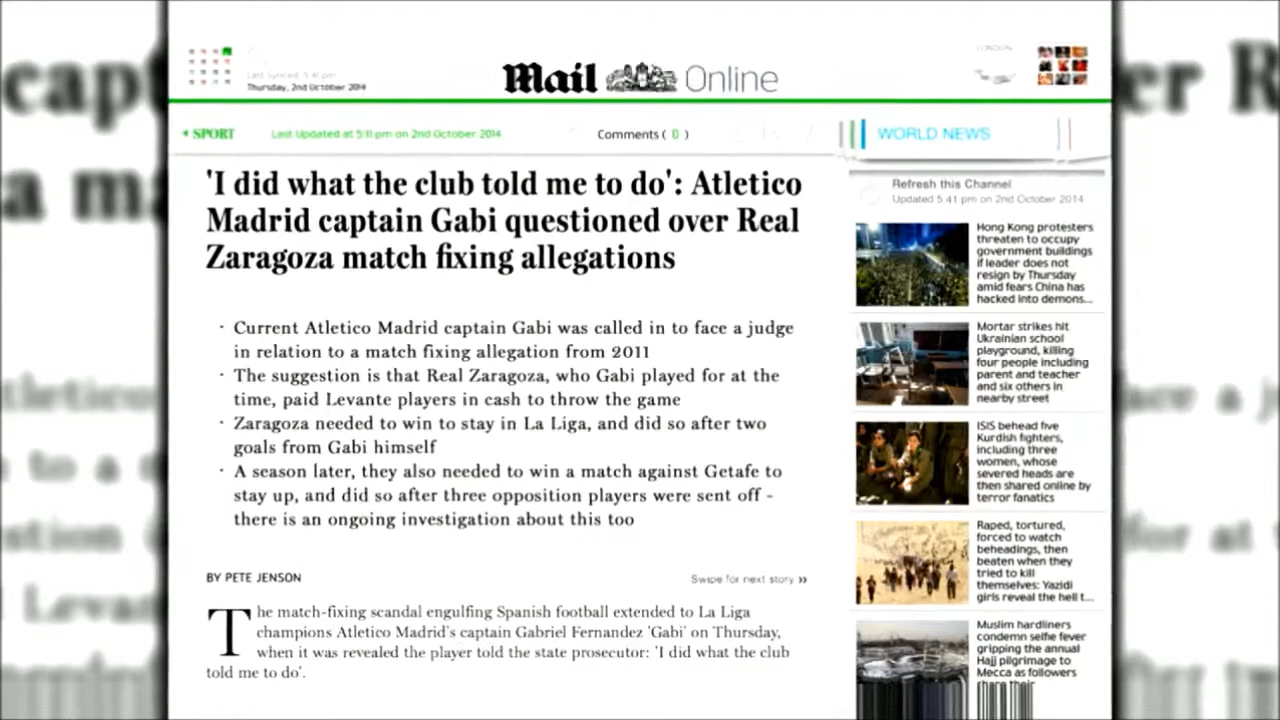 Last Synced, 5:41 pm
Thursday, 2nd October 2014
Mail Online
LONDON
SPORT
Last Updated at 5:11 pm on 2nd October 2014
Comments ( 0 )
WORLD NEWS
'I did what the club told me to do': Atletico
Madrid captain Gabi questioned over Real
Zaragoza match fixing allegations
· Current Atletico Madrid captain Gabi was called in to face a judge
in relation to a match fixing allegation from 2011
· The suggestion is that Real Zaragoza, who Gabi played for at the
time, paid Levante players in cash to throw the game
· Zaragoza needed to win to stay in La Liga, and did so after two
goals from Gabi himself
· A season later, they also needed to win a match against Getafe to
stay up, and did so after three opposition players were sent off -
there is an ongoing investigation about this too
BY PETE JENSON
Swipe for next story »
The match-fixing scandal engulfing Spanish football extended to La Liga
champions Atletico Madrid's captain Gabriel Fernandez 'Gabi' on Thursday,
when it was revealed the player told the state prosecutor: 'I did what the club
told me to do'.
Refresh this Channel
Updated 5.41 pm on 2nd October 2014
Hong Kong protesters
threaten to occupy
government buildings
if leader does not
resign by Thursday
amid fears China has
hacked into demons...
Mortar strikes hit
Ukrainian school
playground, killing
four people including
parent and teacher
and six others in
nearby street
ISIS behead five
Kurdish fighters,
including three
women, whose
severed heads are
then shared online by
terror fanatics
Raped, tortured,
forced to watch
beheadings, then
beaten when they
tried to kill
themselves: Yazidi
girls reveal the hell t...
Muslim hardliners
condemn selfie fever
gripping the annual
Hajj pilgrimage to
Mecca as followers
share their